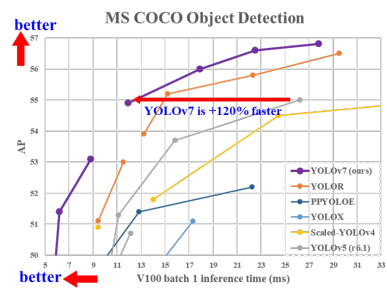 better
MS COCO Object Detection
57
56
55
54
53
52
51
50
AP
YOLOv7 is +120% faster
YOLOv7 (ours)
YOLOR
PPYOLOE
YOLOX
Scaled-YOLOv4
YOLOv5 (r6.1)
5 7 9 11 13 15 17 19 21 23 25 27 29 31 33
better
V100 batch 1 inference time (ms)